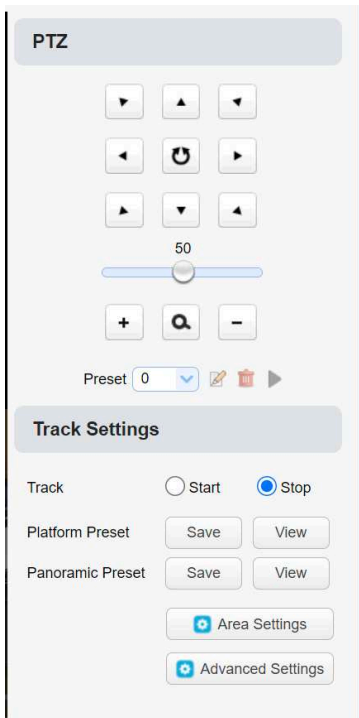 PTZ
50
+ -
Preset 0
Track Settings
Track Start Stop
Platform Preset Save View
Panoramic Preset Save View
Area Settings
Advanced Settings